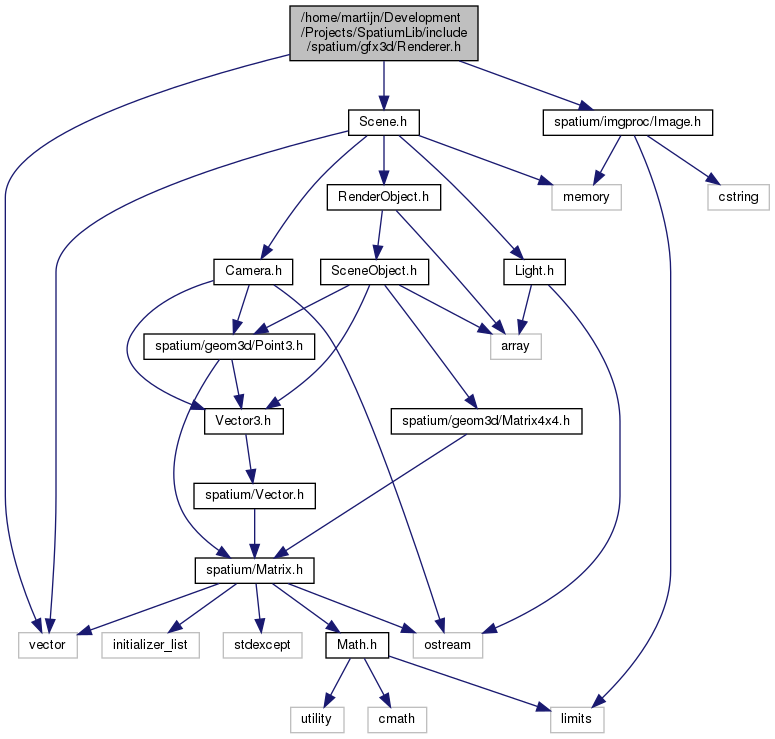 /home/martijn/Development
/Projects/SpatiumLib/include
/spatium/gfx3d/Renderer.h
Scene.h
spatium/imgproc/Image.h
RenderObject.h
memory
cstring
Camera.h
SceneObject.h
Light.h
spatium/geom3d/Point3.h
array
Vector3.h
spatium/geom3d/Matrix4x4.h
spatium/Vector.h
spatium/Matrix.h
vector
initializer_list
stdexcept
Math.h
ostream
utility
cmath
limits